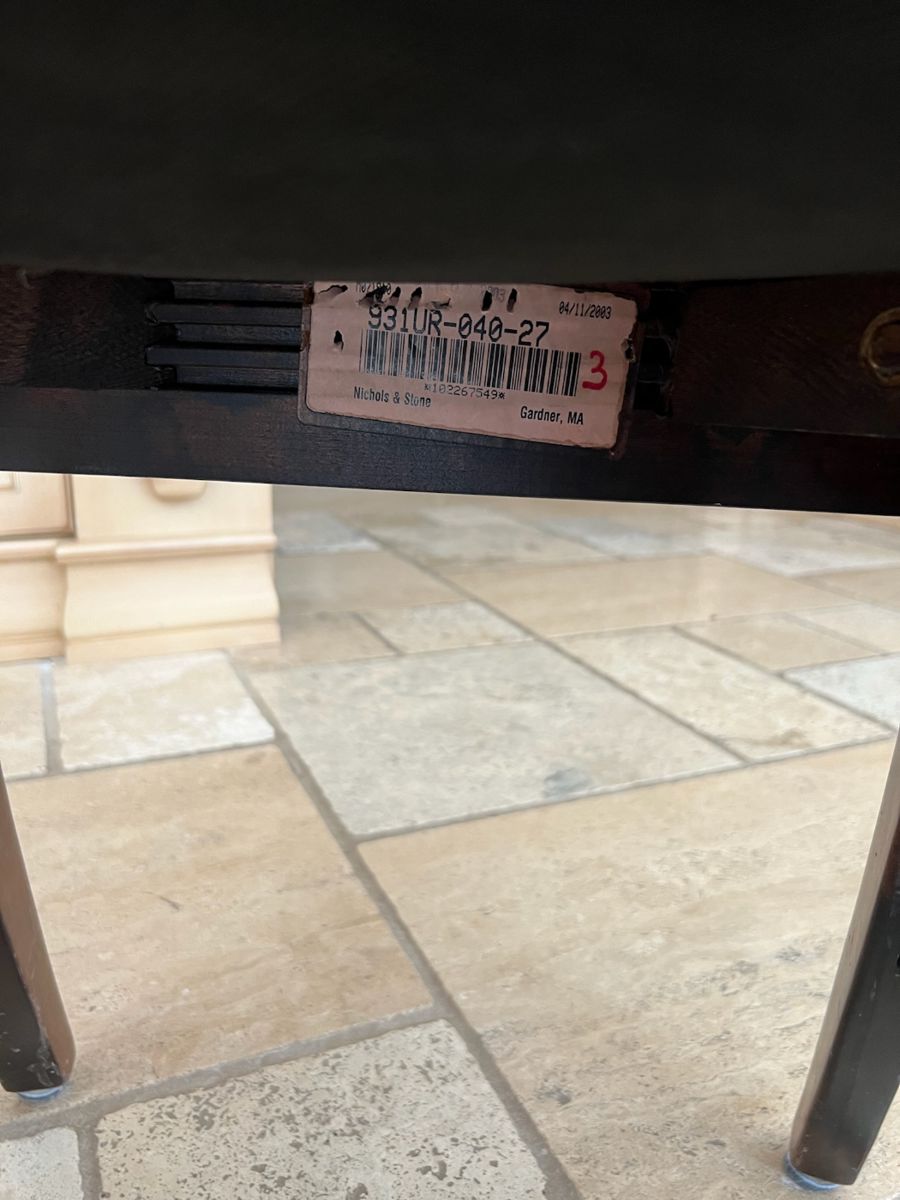 04/11/2003
931UR-040-27
3
*102267549*
Nichols & Stone
Gardner, MA